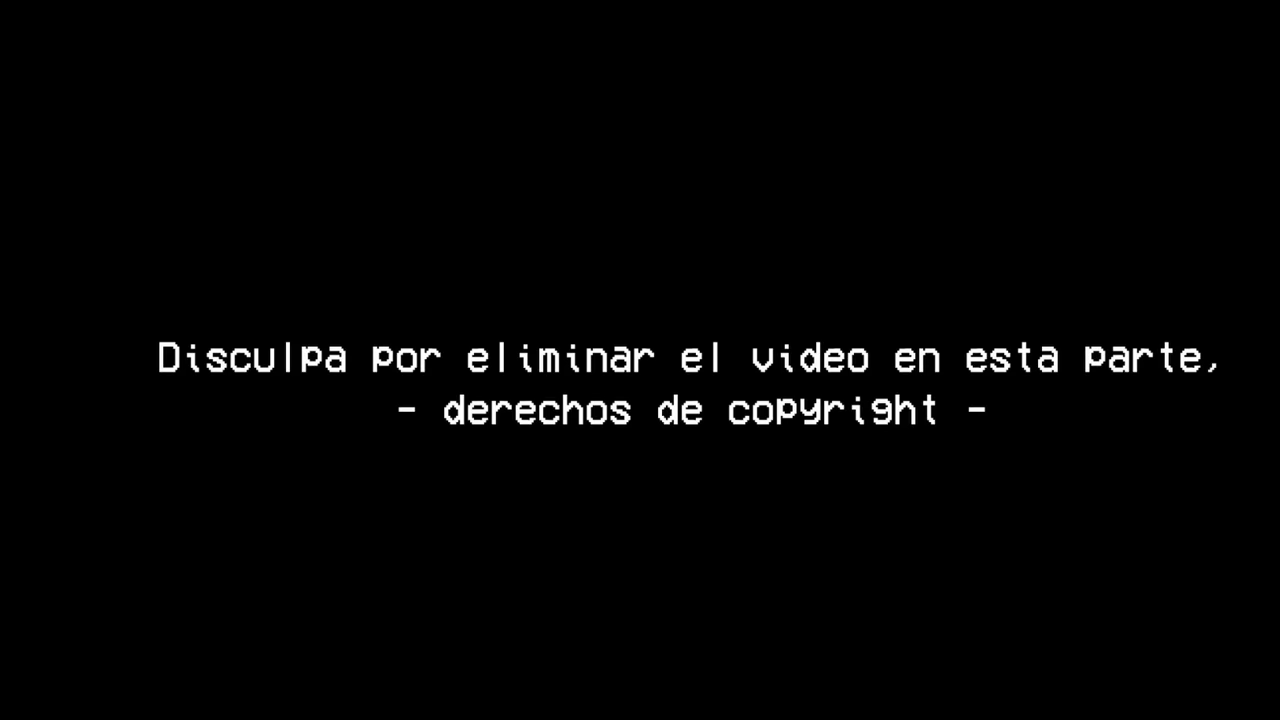 Disculpa por eliminar el video en esta parte,
- derechos de copyright -